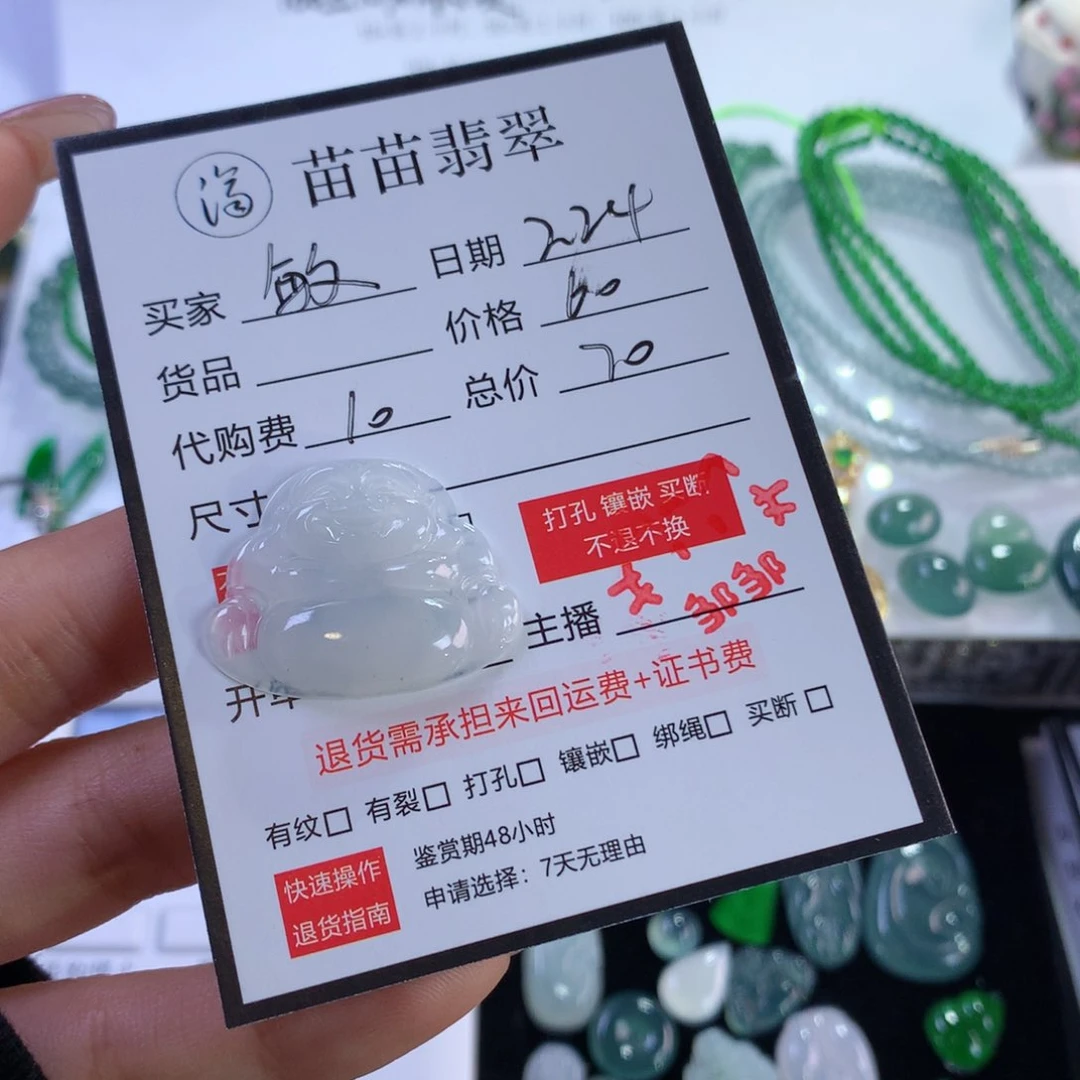 福 苗苗翡翠
买家 敏 日期 224
货品 价格 60
代购费 10 总价 70
尺寸
打孔 镶嵌 买断
不退不换
主播
邹邹
退货需承担来回运费+证书费
有纹□ 有裂□ 打孔□ 镶嵌□ 绑绳□ 买断□
快速操作
退货指南
鉴赏期48小时
申请选择：7天无理由